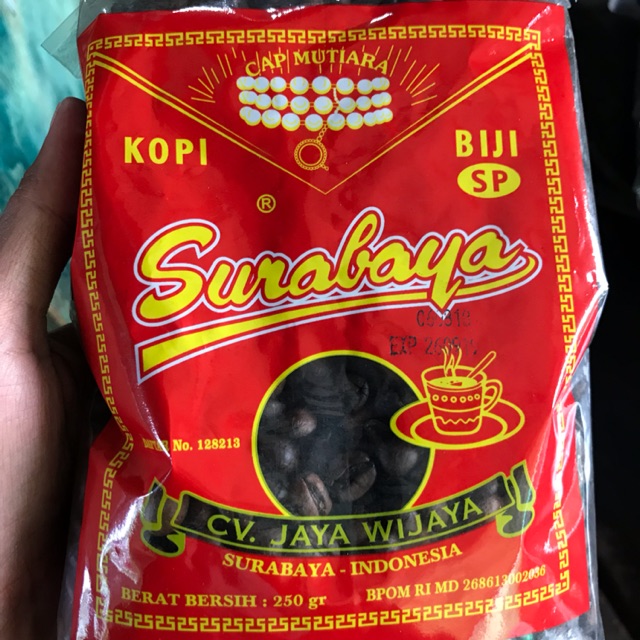 CAP MUTIARA
KOPI
BIJI
SP
®
Surabaya
EXP
No. 128213
CV. JAYA WIJAYA
SURABAYA - INDONESIA
BERAT BERSIH : 250 gr
BPOM RI MD 268613002036